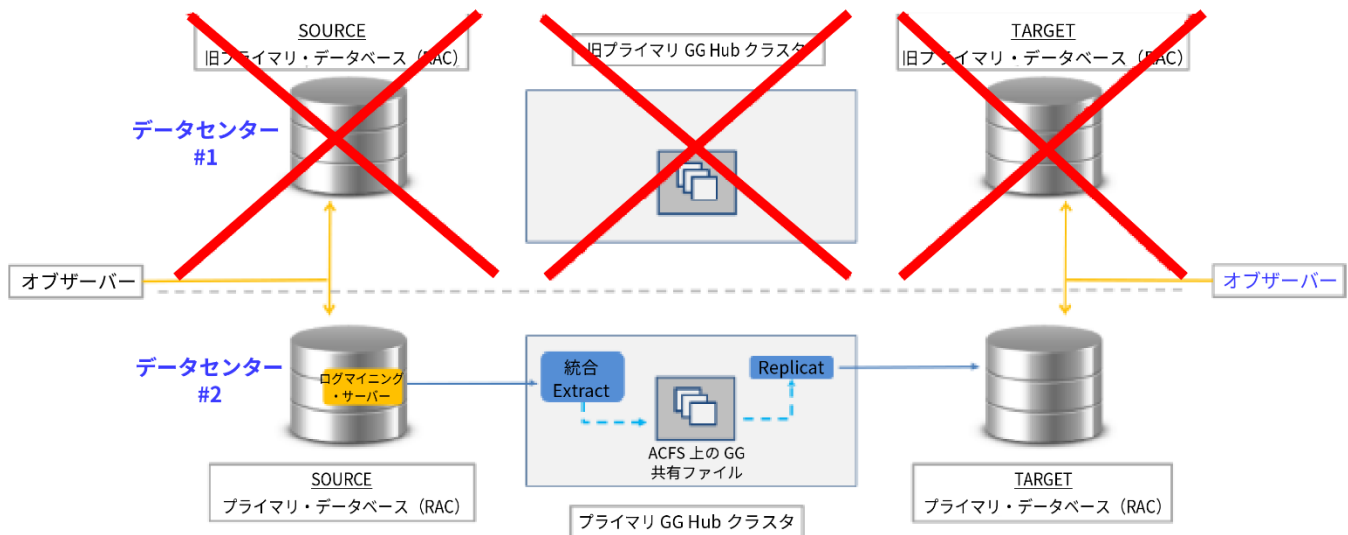 SOURCE
旧プライマリ・データベース（RAC）
旧プライマリ GG Hub クラスタ
TARGET
旧プライマリ・データベース（RAC）
データセンター
#1
オブザーバー
オブザーバー
データセンター
#2
ログマイニング
・サーバー
統合
Extract
Replicat
ACFS 上の GG
共有ファイル
SOURCE
プライマリ・データベース（RAC）
プライマリ GG Hub クラスタ
TARGET
プライマリ・データベース（RAC）